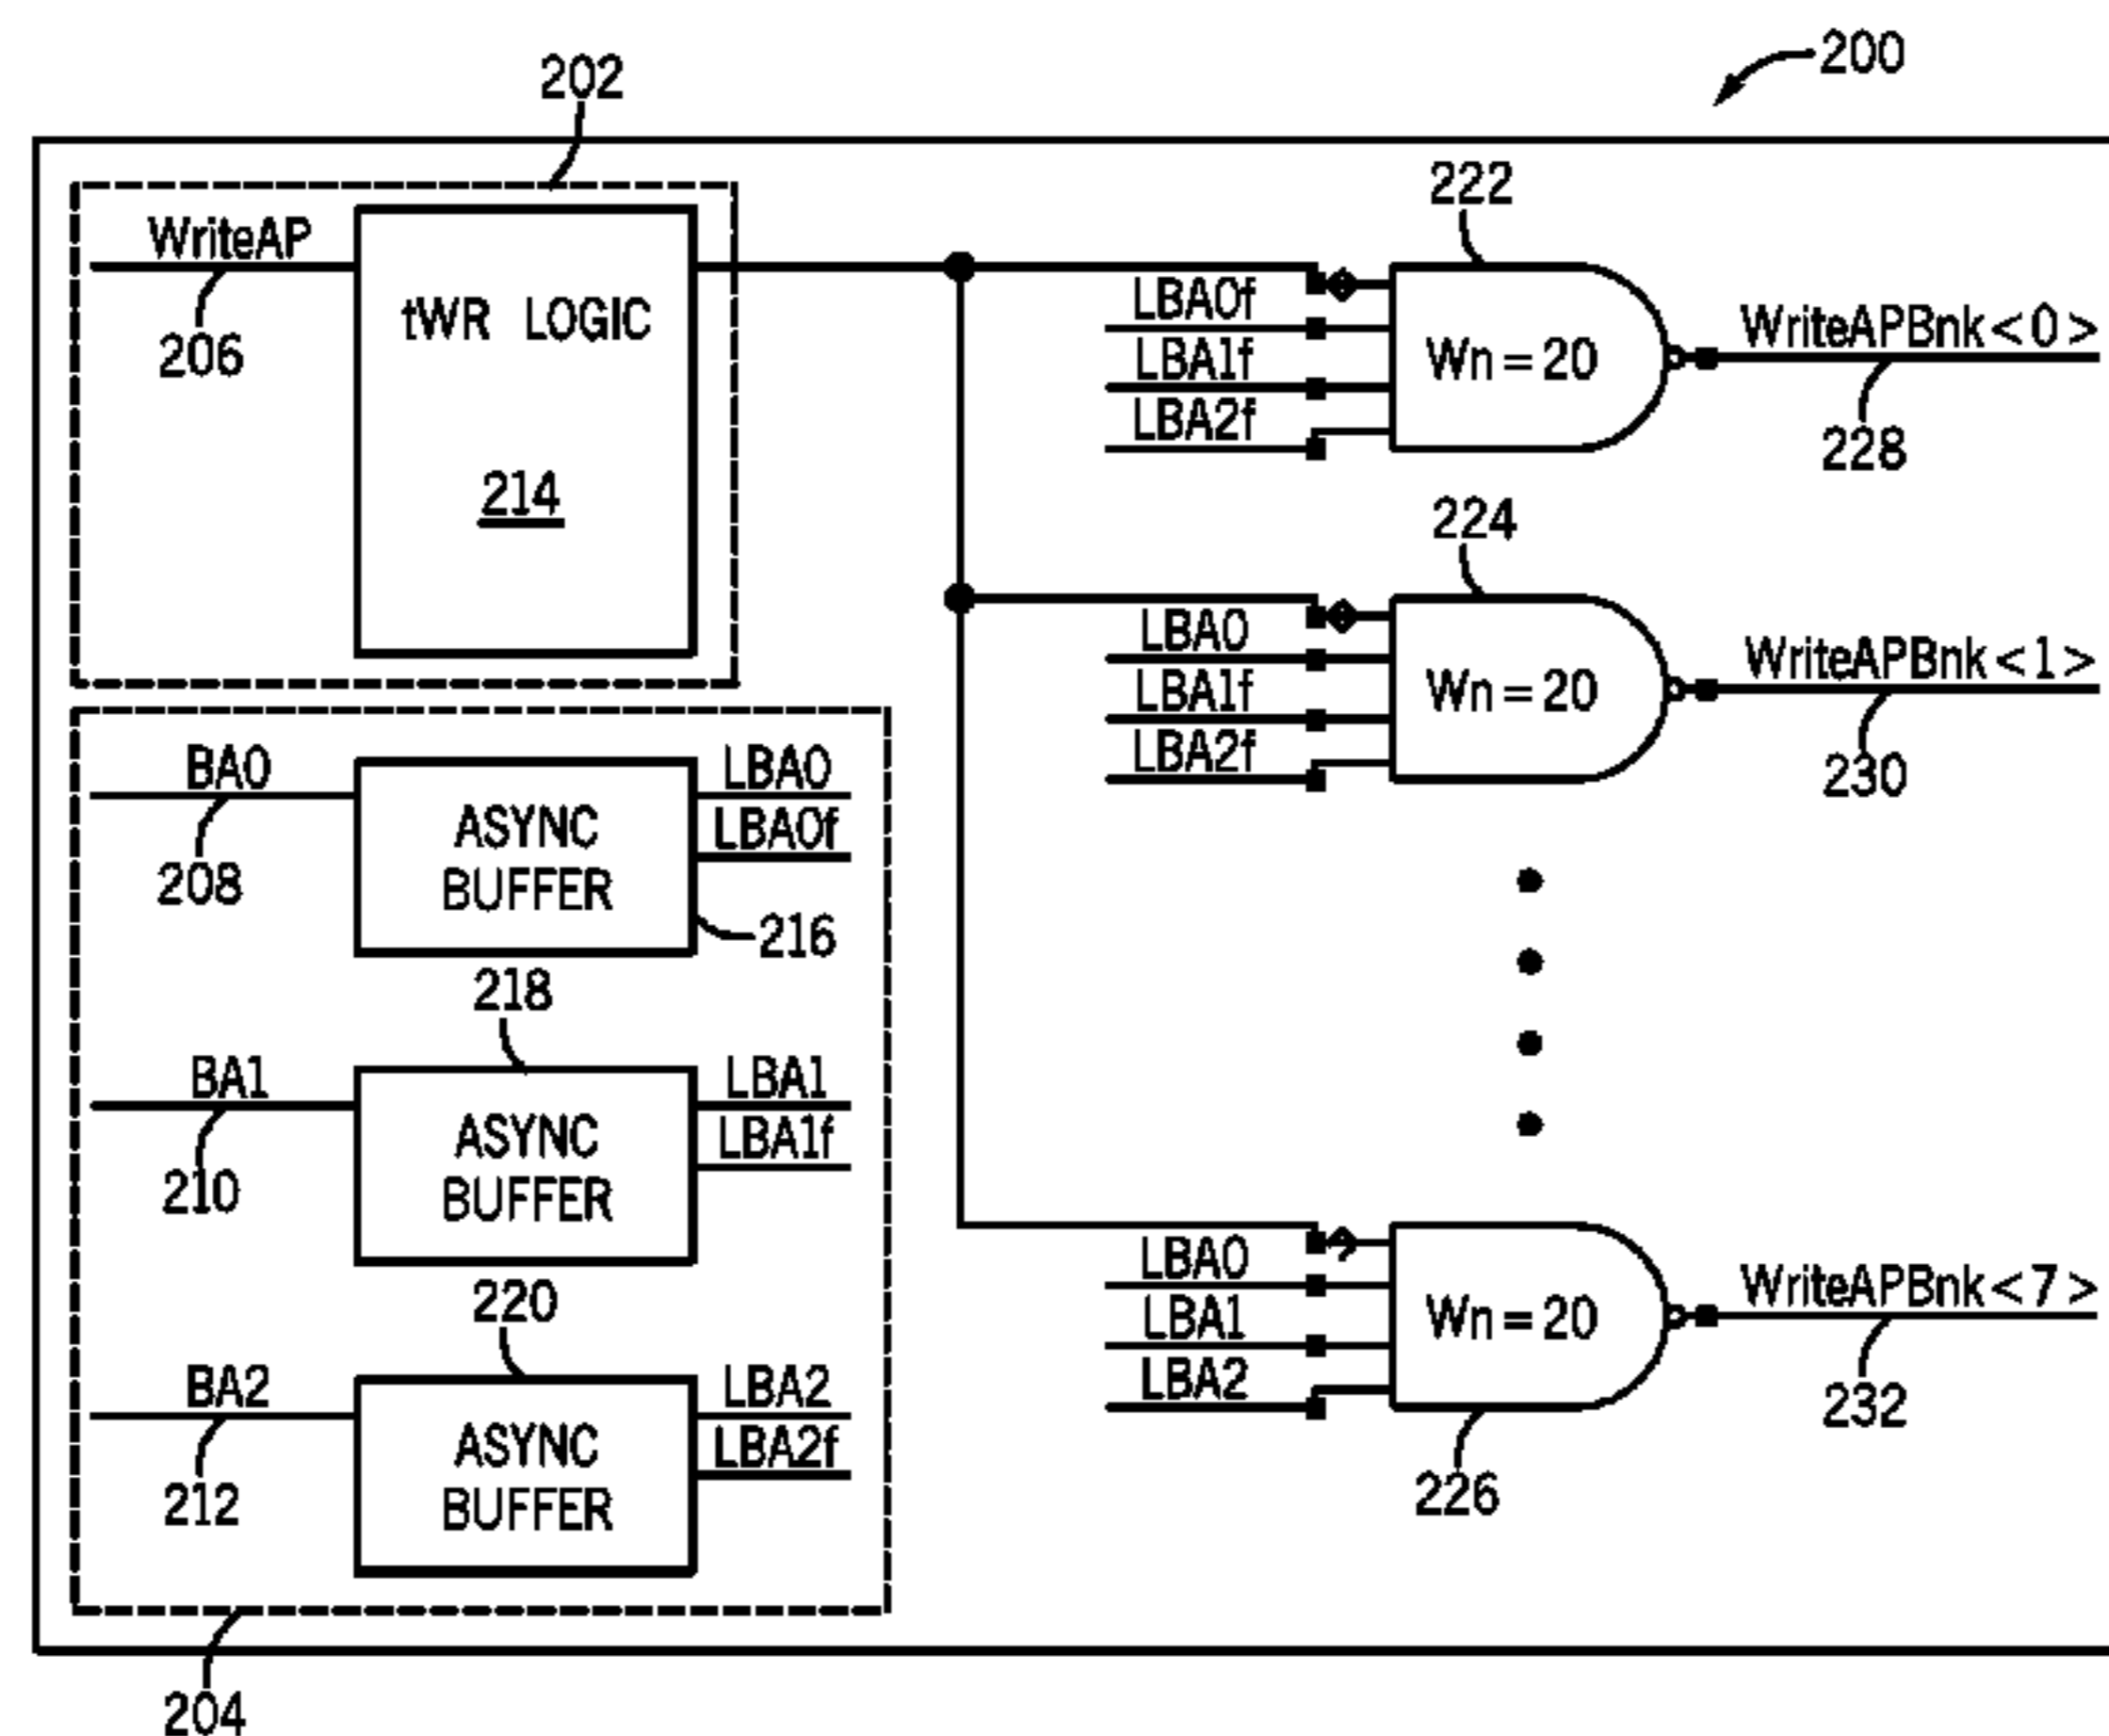 200
202
WriteAP
206
tWR LOGIC
214
222
LBA0f
LBA1f
LBA2f
Wn = 20
WriteAPBnk<0>
228
224
LBA0
LBA1f
LBA2f
Wn = 20
WriteAPBnk<1>
230
BA0
208
ASYNC
BUFFER
LBA0
LBA0f
216
218
BA1
210
ASYNC
BUFFER
LBA1
LBA1f
220
BA2
212
ASYNC
BUFFER
LBA2
LBA2f
204
LBA0
LBA1
LBA2
Wn = 20
WriteAPBnk<7>
232
226